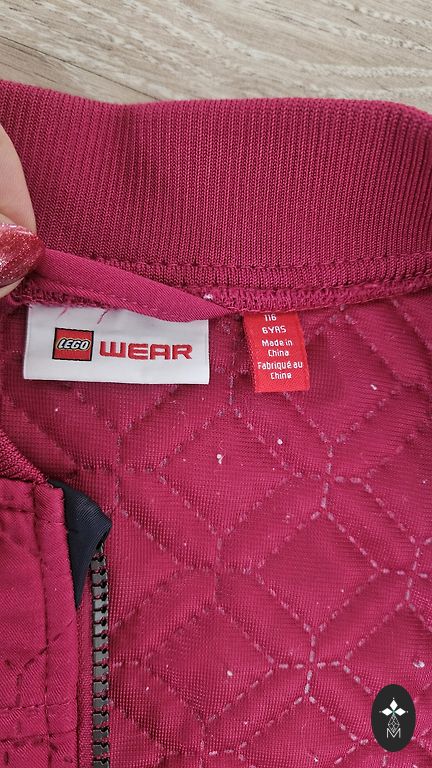 LEGO WEAR
116
6YRS
Made in
China
Fabriqué au
Chine